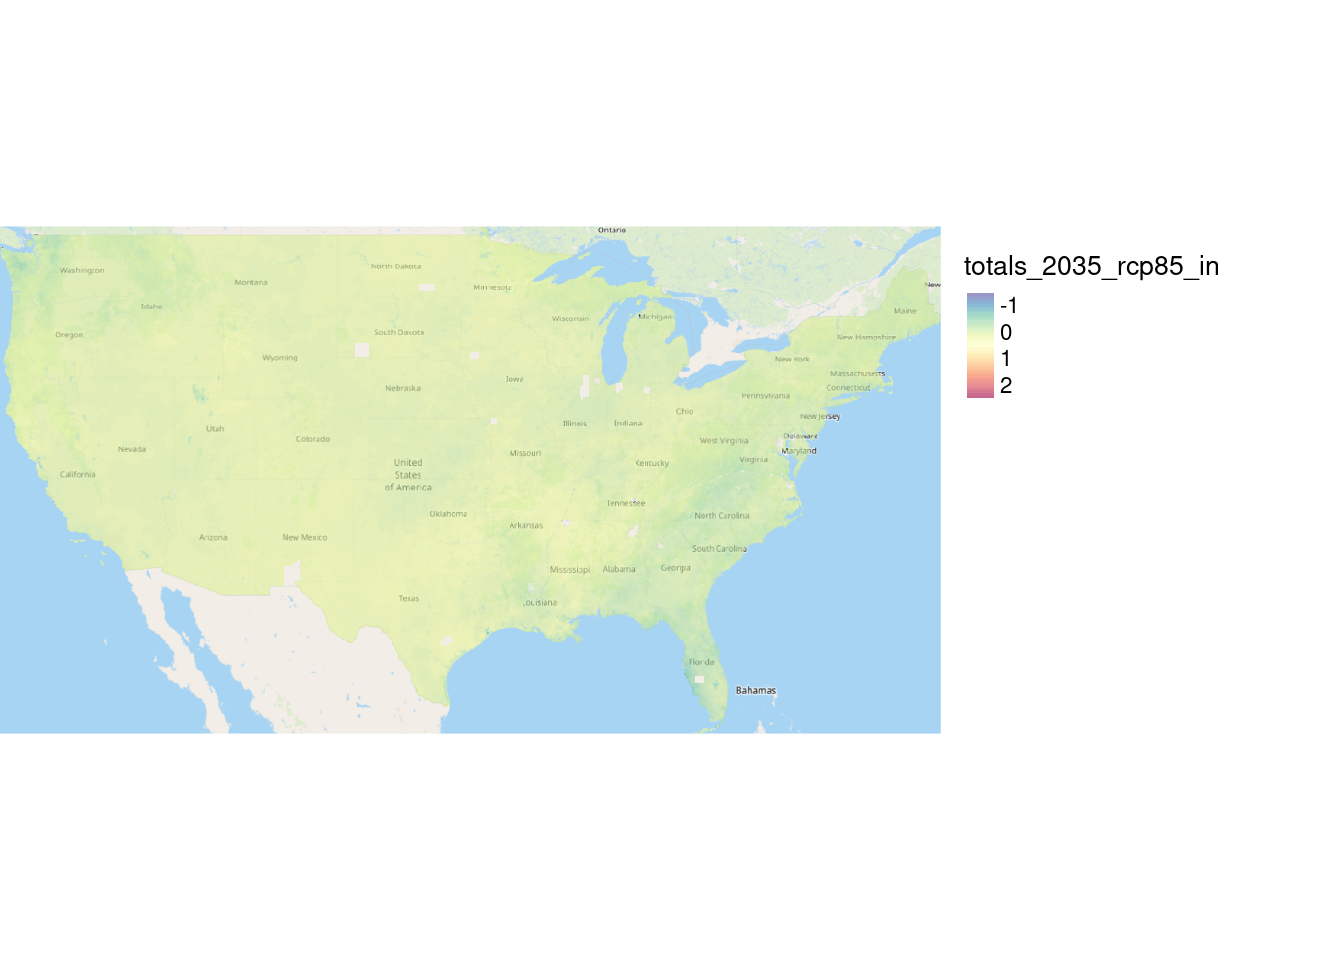 Ontario
Washington
North Dakota
Montana
Minnesota
New
Idaho
Maine
Wisconsin
Michigan
Oregon
South Dakota
New Hampshire
Wyoming
New York
Massachusetts
Iowa
Nebraska
Connecticut
Pennsylvania
Ohio
New Jersey
Illinois
Indiana
Utah
Delaware
Colorado
West Virginia
Nevada
Maryland
Missouri
Virginia
Kentucky
United
States
of America
California
Tennessee
Oklahoma
North Carolina
Arkansas
Arizona
New Mexico
South Carolina
Mississippi
Alabama
Georgia
Texas
Louisiana
Florida
Bahamas
totals_2035_rcp85_in
-1
0
1
2